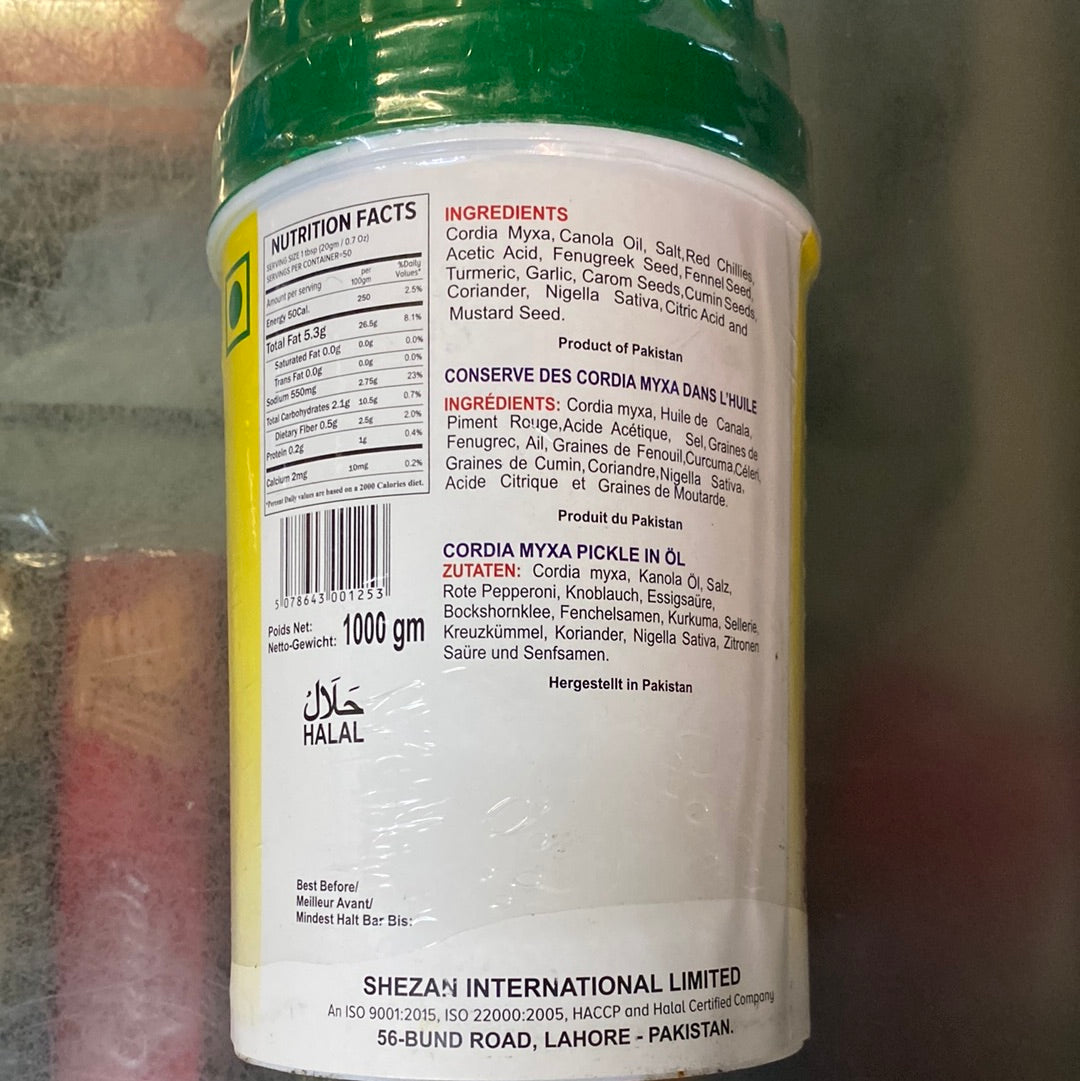 NUTRITION FACTS
SERVING SIZE 1 tbsp (20gm / 0.7 Oz)
SERVINGS PER CONTAINER-50
Amount per serving per 100gm %Daily Values*
Energy 50Cal. 250 2.5%
Total Fat 5.3g 26.5g 8.1%
Saturated Fat 0.0g 0.0g 0.0%
Trans Fat 0.0g 0.0g 0.0%
Sodium 550mg 2.75g 23%
Total Carbohydrates 2.1g 10.5g 0.7%
Dietary Fiber 0.5g 2.5g 2.0%
Protein 0.2g 1g 0.4%
Calcium 2mg 10mg 0.2%
*Percent Daily values are based on a 2000 Calories diet.
5 078643 001253
Poids Net:
Netto-Gewicht: 1000 gm
حَلَالُ
HALAL
Best Before/
Meilleur Avant/
Mindest Halt Bar Bis:
INGREDIENTS
Cordia Myxa, Canola Oil, Salt, Red Chillies,
Acetic Acid, Fenugreek Seed, Fennel Seed,
Turmeric, Garlic, Carom Seeds, Cumin Seeds,
Coriander, Nigella Sativa, Citric Acid and
Mustard Seed.
Product of Pakistan
CONSERVE DES CORDIA MYXA DANS L'HUILE
INGRÉDIENTS: Cordia myxa, Huile de Canala,
Piment Rouge, Acide Acétique, Sel, Graines de
Fenugrec, Ail, Graines de Fenouil, Curcuma, Céleri,
Graines de Cumin, Coriandre, Nigella Sativa,
Acide Citrique et Graines de Moutarde.
Produit du Pakistan
CORDIA MYXA PICKLE IN ÖL
ZUTATEN: Cordia myxa, Kanola Öl, Salz,
Rote Pepperoni, Knoblauch, Essigsaüre,
Bockshornklee, Fenchelsamen, Kurkuma, Sellerie,
Kreuzkümmel, Koriander, Nigella Sativa, Zitronen
Saüre und Senfsamen.
Hergestellt in Pakistan
SHEZAN INTERNATIONAL LIMITED
An ISO 9001:2015, ISO 22000:2005, HACCP and Halal Certified Company
56-BUND ROAD, LAHORE - PAKISTAN.